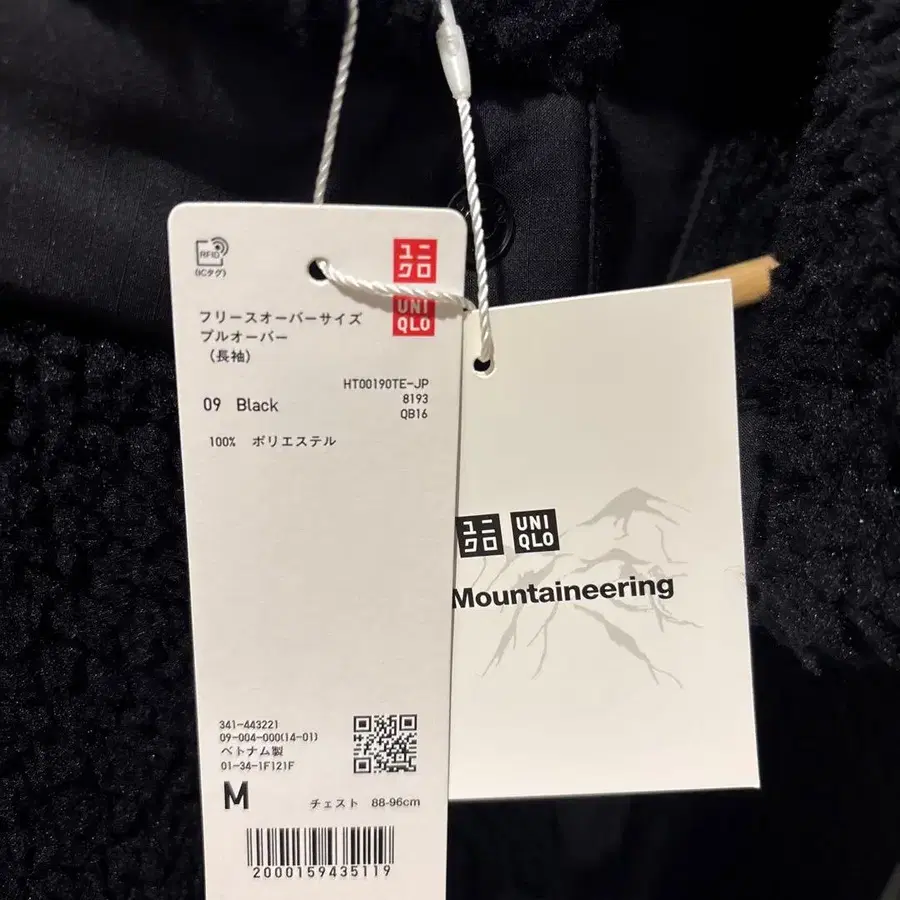 RFID
(ICタグ)
ユニ
クロ
UNI
QLO
フリースオーバーサイズ
プルオーバー
(長袖)
HT00190TE-JP
09 Black
8193
QB16
100% ポリエステル
341-443221
09-004-000(14-01)
ベトナム製
01-34-1F(2)F
M
チェスト 88-96cm
2000159435119
ユニ
クロ
UNI
QLO
Mountaineering